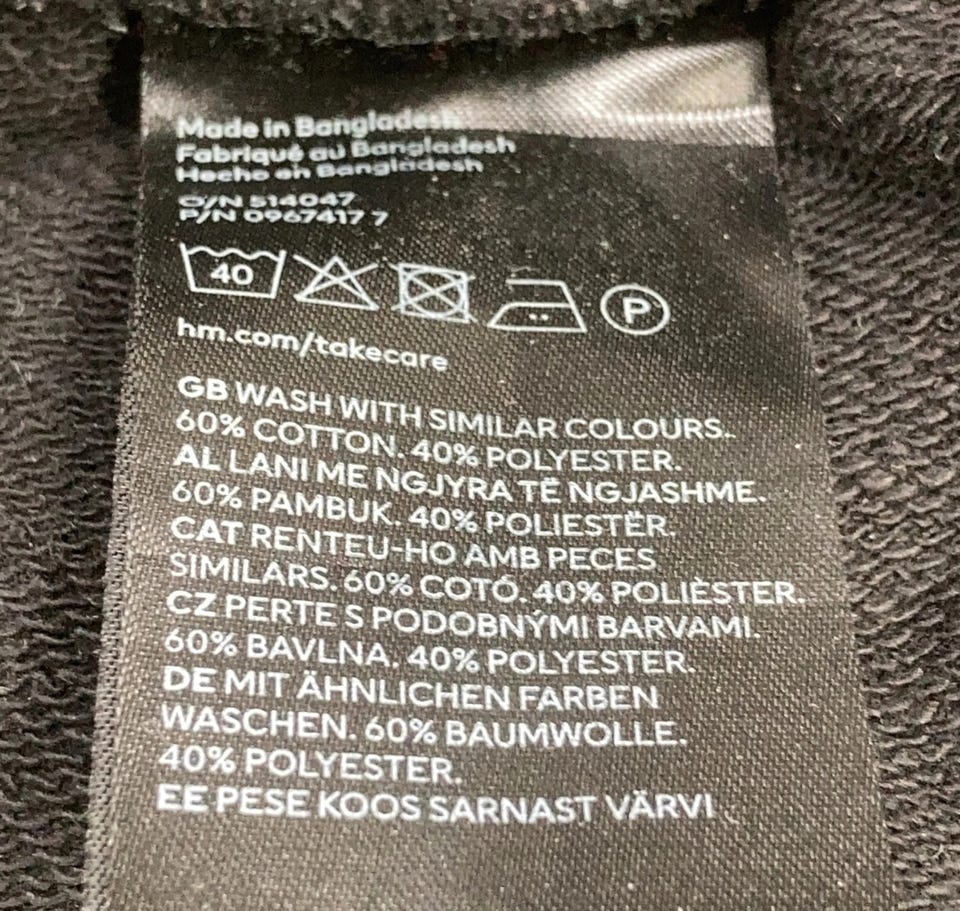 Made in Bangladesh
Fabriqué au Bangladesh
Hecho en Bangladesh
O/N 514047
P/N 0967417 7
40
P
hm.com/takecare
GB WASH WITH SIMILAR COLOURS.
60% COTTON. 40% POLYESTER.
AL LANI ME NGJYRA TË NGJASHME.
60% PAMBUK. 40% POLIESTËR.
CAT RENTEU-HO AMB PECES
SIMILARS. 60% COTÓ. 40% POLIÈSTER.
CZ PERTE S PODOBNÝMI BARVAMI.
60% BAVLNA. 40% POLYESTER.
DE MIT ÄHNLICHEN FARBEN
WASCHEN. 60% BAUMWOLLE.
40% POLYESTER.
EE PESE KOOS SARNAST VÄRVI